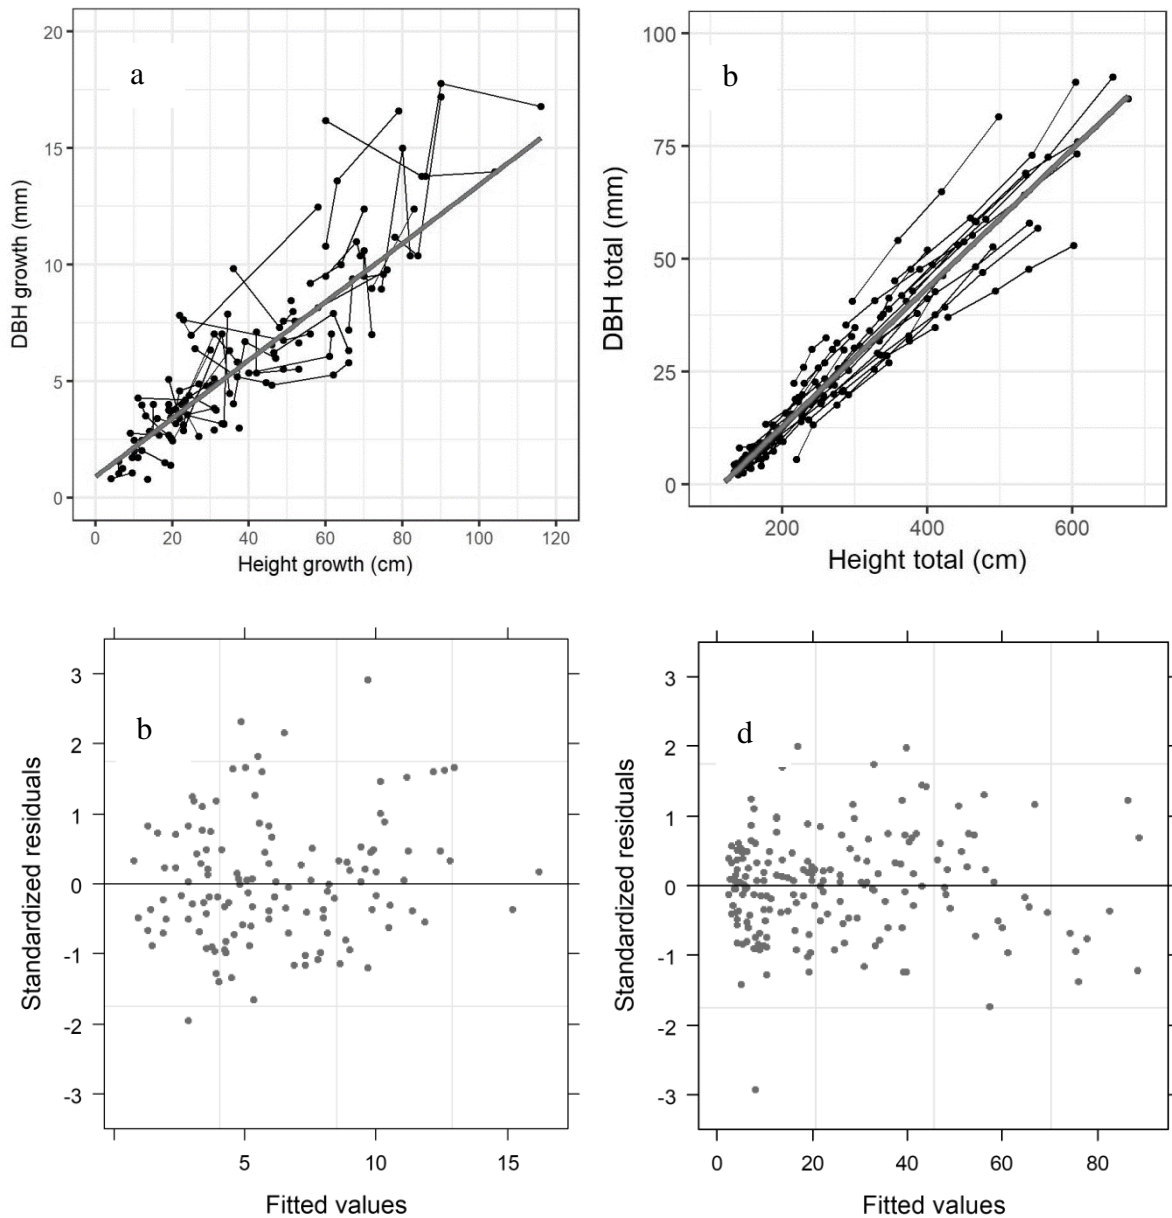 a
20
15
10
5
0
DBH growth (mm)
0 20 40 60 80 100 120
Height growth (cm)
b
100
75
50
25
0
DBH total (mm)
200 400 600
Height total (cm)
b
3
2
1
0
-1
-2
-3
Standardized residuals
5 10 15
Fitted values
d
3
2
1
0
-1
-2
-3
Standardized residuals
0 20 40 60 80
Fitted values